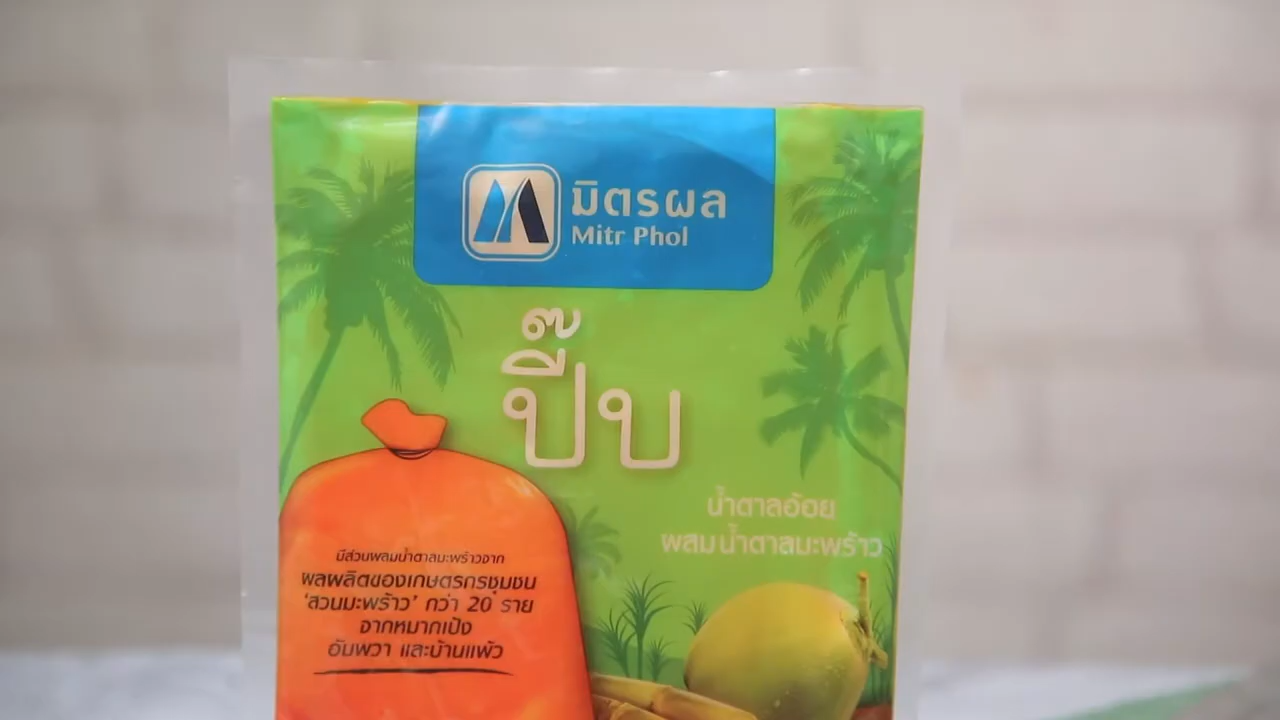 มิตรผล
Mitr Phol
ปี๊บ
น้ำตาลอ้อย
ผสมน้ำตาลมะพร้าว
มีส่วนผสมน้ำตาลมะพร้าวจาก
ผลผลิตของเกษตรกรชุมชน
'สวนมะพร้าว' กว่า 20 ราย
จากหมากเป้ง
อัมพวา และบ้านแพ้ว